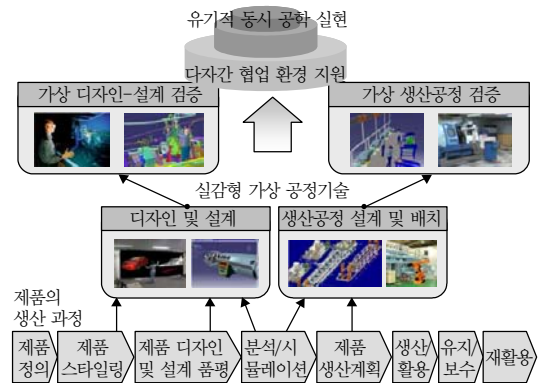 유기적 동시 공학 실현
다자간 협업 환경 지원
가상 디자인-설계 검증
가상 생산공정 검증
실감형 가상 공정기술
디자인 및 설계
생산공정 설계 및 배치
제품의
생산 과정
제품
정의
제품
스타일링
제품 디자인
및 설계 품평
분석/시
뮬레이션
제품
생산계획
생산/
활용
유지/
보수
재활용